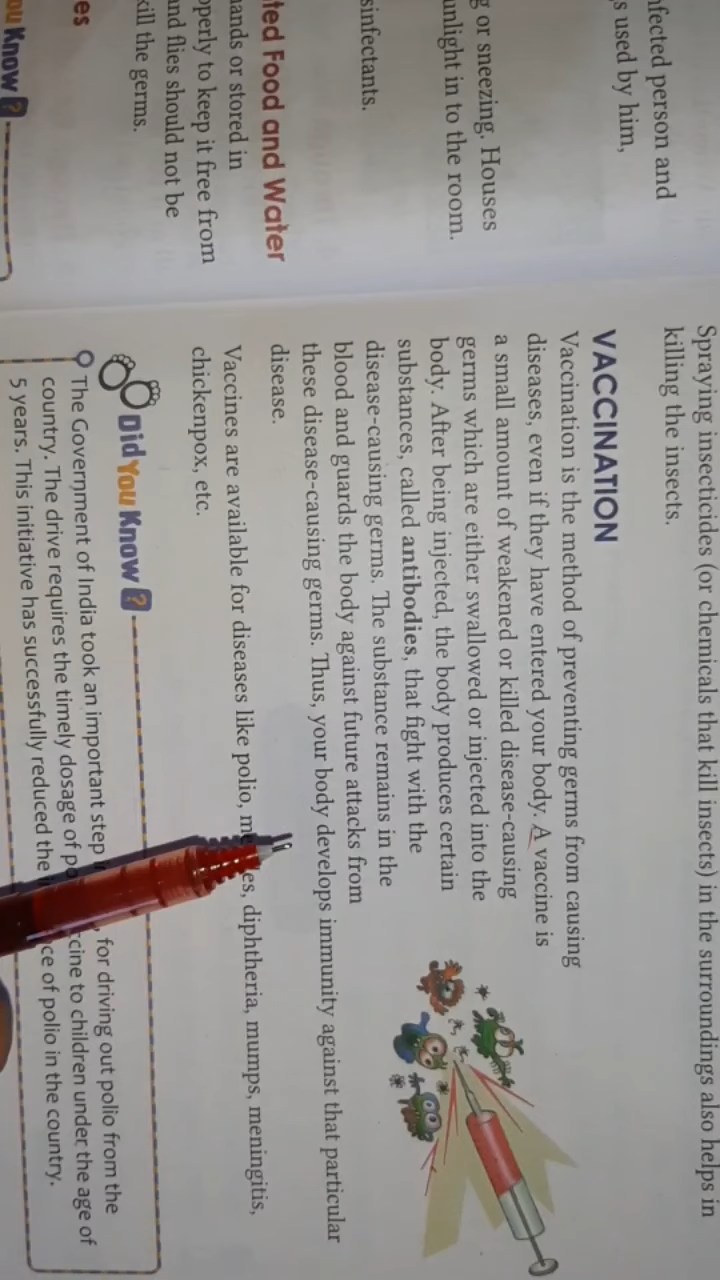 nfected person and
s used by him,
g or sneezing. Houses
unlight in to the room.
sinfectants.
ted Food and Water
ands or stored in
operly to keep it free from
and flies should not be
kill the germs.
es
ou Know?
Spraying insecticides (or chemicals that kill insects) in the surroundings also helps in
killing the insects.
VACCINATION
Vaccination is the method of preventing germs from causing
diseases, even if they have entered your body. A vaccine is
a small amount of weakened or killed disease-causing
germs which are either swallowed or injected into the
body. After being injected, the body produces certain
substances, called antibodies, that fight with the
disease-causing germs. The substance remains in the
blood and guards the body against future attacks from
these disease-causing germs. Thus, your body develops immunity against that particular
disease.
Vaccines are available for diseases like polio, diphtheria, mumps, meningitis,
chickenpox, etc.
Did You Know?
The Government of India took an important step for driving out polio from the
country. The drive requires the timely dosage of to children under the age of
5 years. This initiative has successfully reduced the of polio in the country.